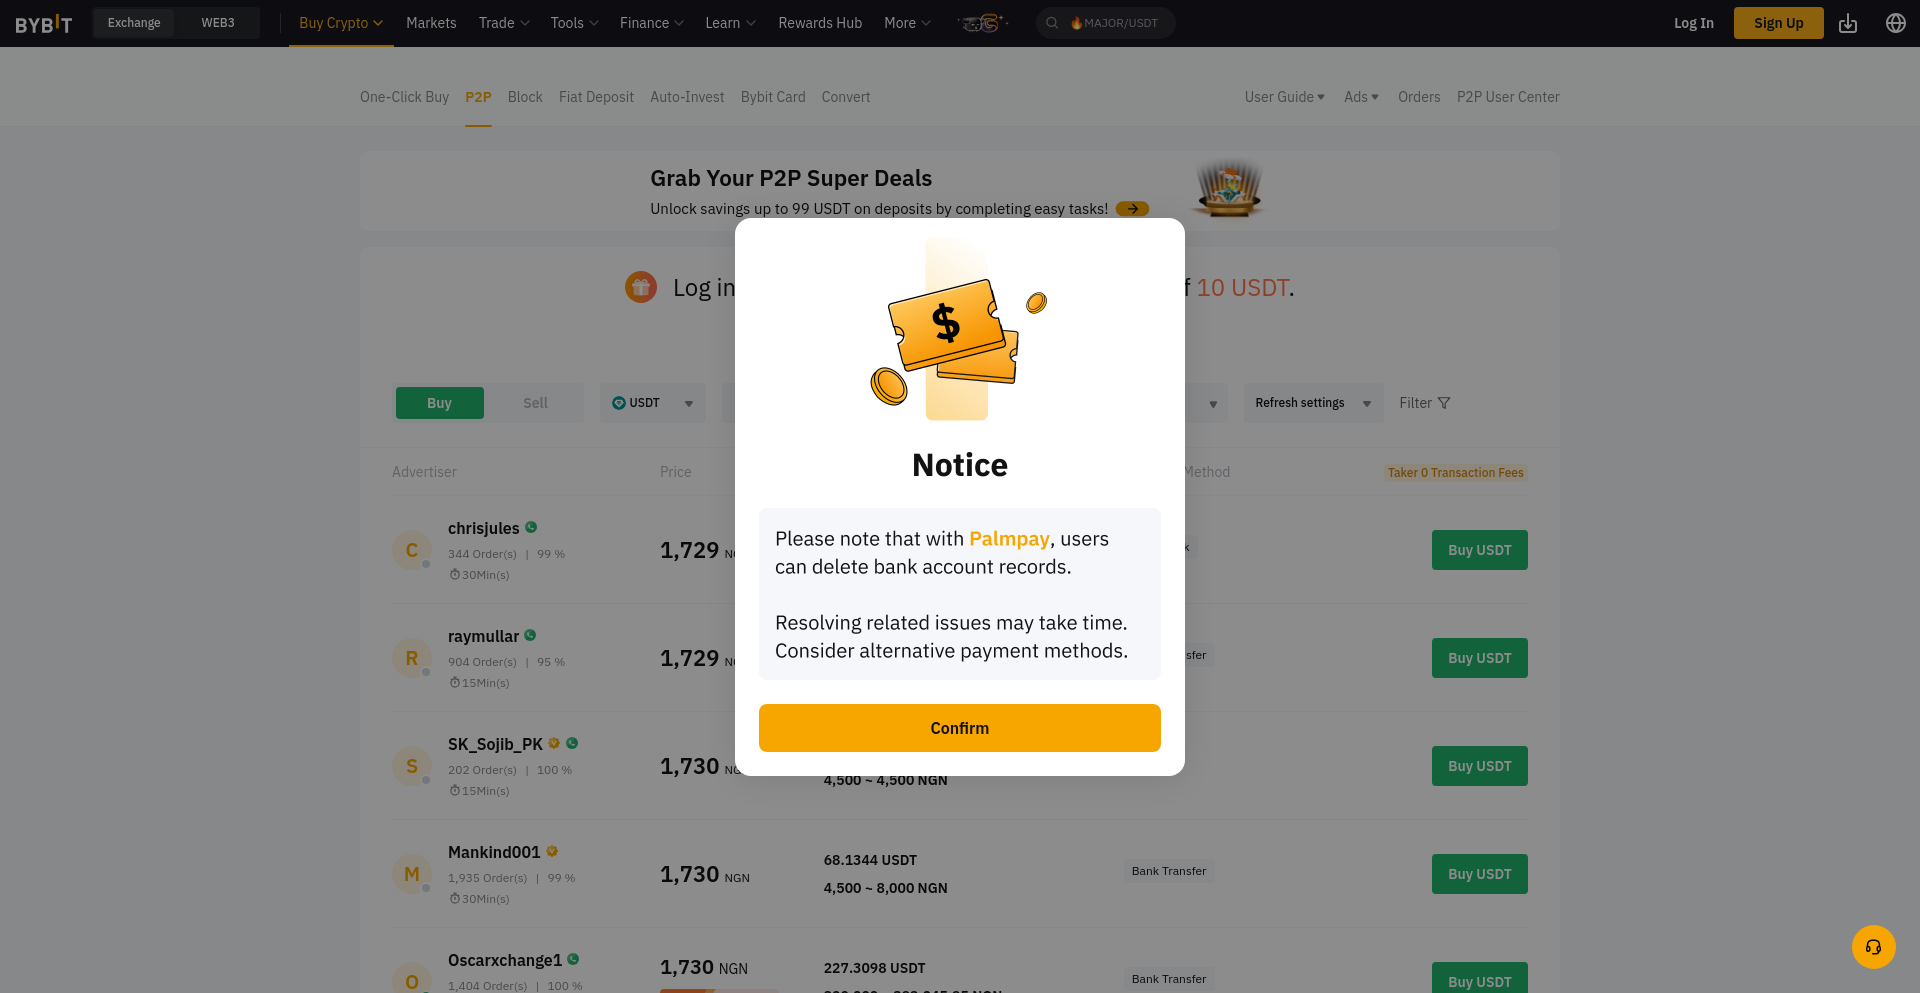 BYBIT
Exchange
WEB3
Buy Crypto
Markets
Trade
Tools
Finance
Learn
Rewards Hub
More
MAJOR/USDT
Log In
Sign Up
One-Click Buy
P2P
Block
Fiat Deposit
Auto-Invest
Bybit Card
Convert
User Guide
Ads
Orders
P2P User Center
Grab Your P2P Super Deals
Unlock savings up to 99 USDT on deposits by completing easy tasks!
Log in
10 USDT.
Buy
Sell
USDT
Refresh settings
Filter
Advertiser
Price
Method
Taker 0 Transaction Fees
chrisjules
344 Order(s) | 99 %
30Min(s)
1,729
Buy USDT
raymullar
904 Order(s) | 95 %
15Min(s)
1,729
Buy USDT
SK_Sojib_PK
202 Order(s) | 100 %
15Min(s)
1,730
4,500 ~ 4,500 NGN
Buy USDT
Mankind001
1,935 Order(s) | 99 %
30Min(s)
1,730 NGN
68.1344 USDT
4,500 ~ 8,000 NGN
Bank Transfer
Buy USDT
Oscarxchange1
1,404 Order(s) | 100 %
1,730 NGN
227.3098 USDT
Bank Transfer
Buy USDT
C
R
S
M
O
$
Notice
Please note that with Palmpay, users
can delete bank account records.
Resolving related issues may take time.
Consider alternative payment methods.
Confirm